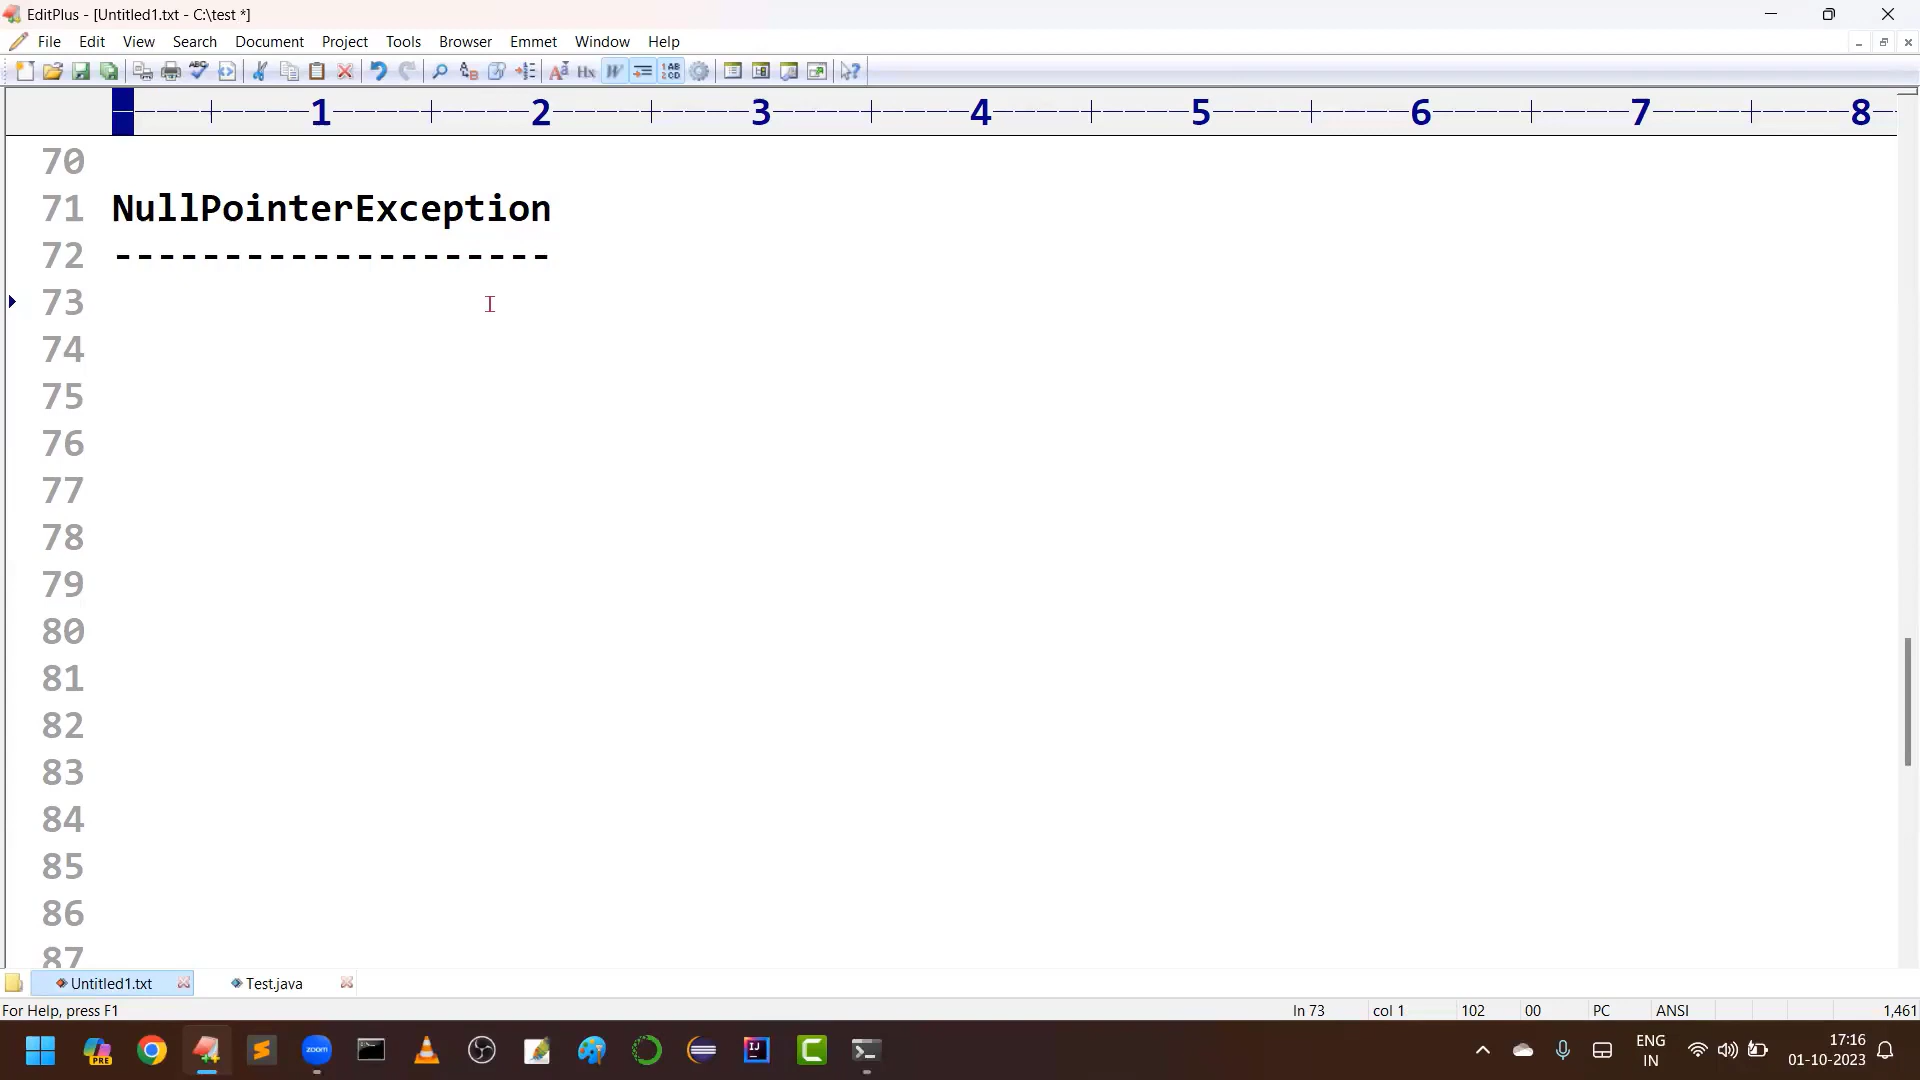 EditPlus - [Untitled1.txt - C:\test *]
File Edit View Search Document Project Tools Browser Emmet Window Help
1 2 3 4 5 6 7 8
70
71 NullPointerException
72 --------------------
73
74
75
76
77
78
79
80
81
82
83
84
85
86
87
Untitled1.txt Test.java
For Help, press F1 ln 73 col 1 102 00 PC ANSI 1,461
zoom
PRE
ENG
IN
17:16
01-10-2023